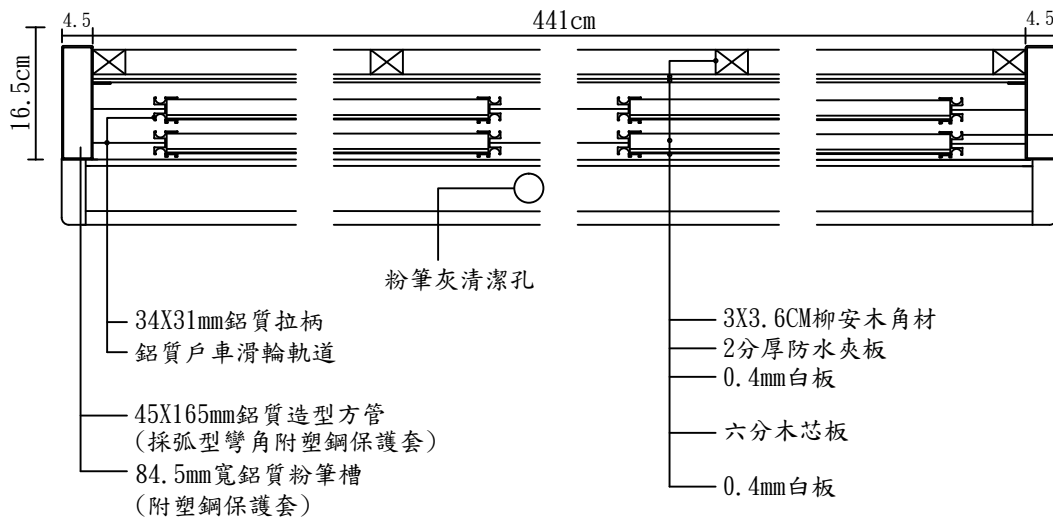 4.5
441cm
4.5
16.5cm
粉筆灰清潔孔
34X31mm鋁質拉柄
鋁質戶車滑輪軌道
45X165mm鋁質造型方管
(採弧型彎角附塑鋼保護套)
84.5mm寬鋁質粉筆槽
(附塑鋼保護套)
3X3.6CM柳安木角材
2分厚防水夾板
0.4mm白板
六分木芯板
0.4mm白板